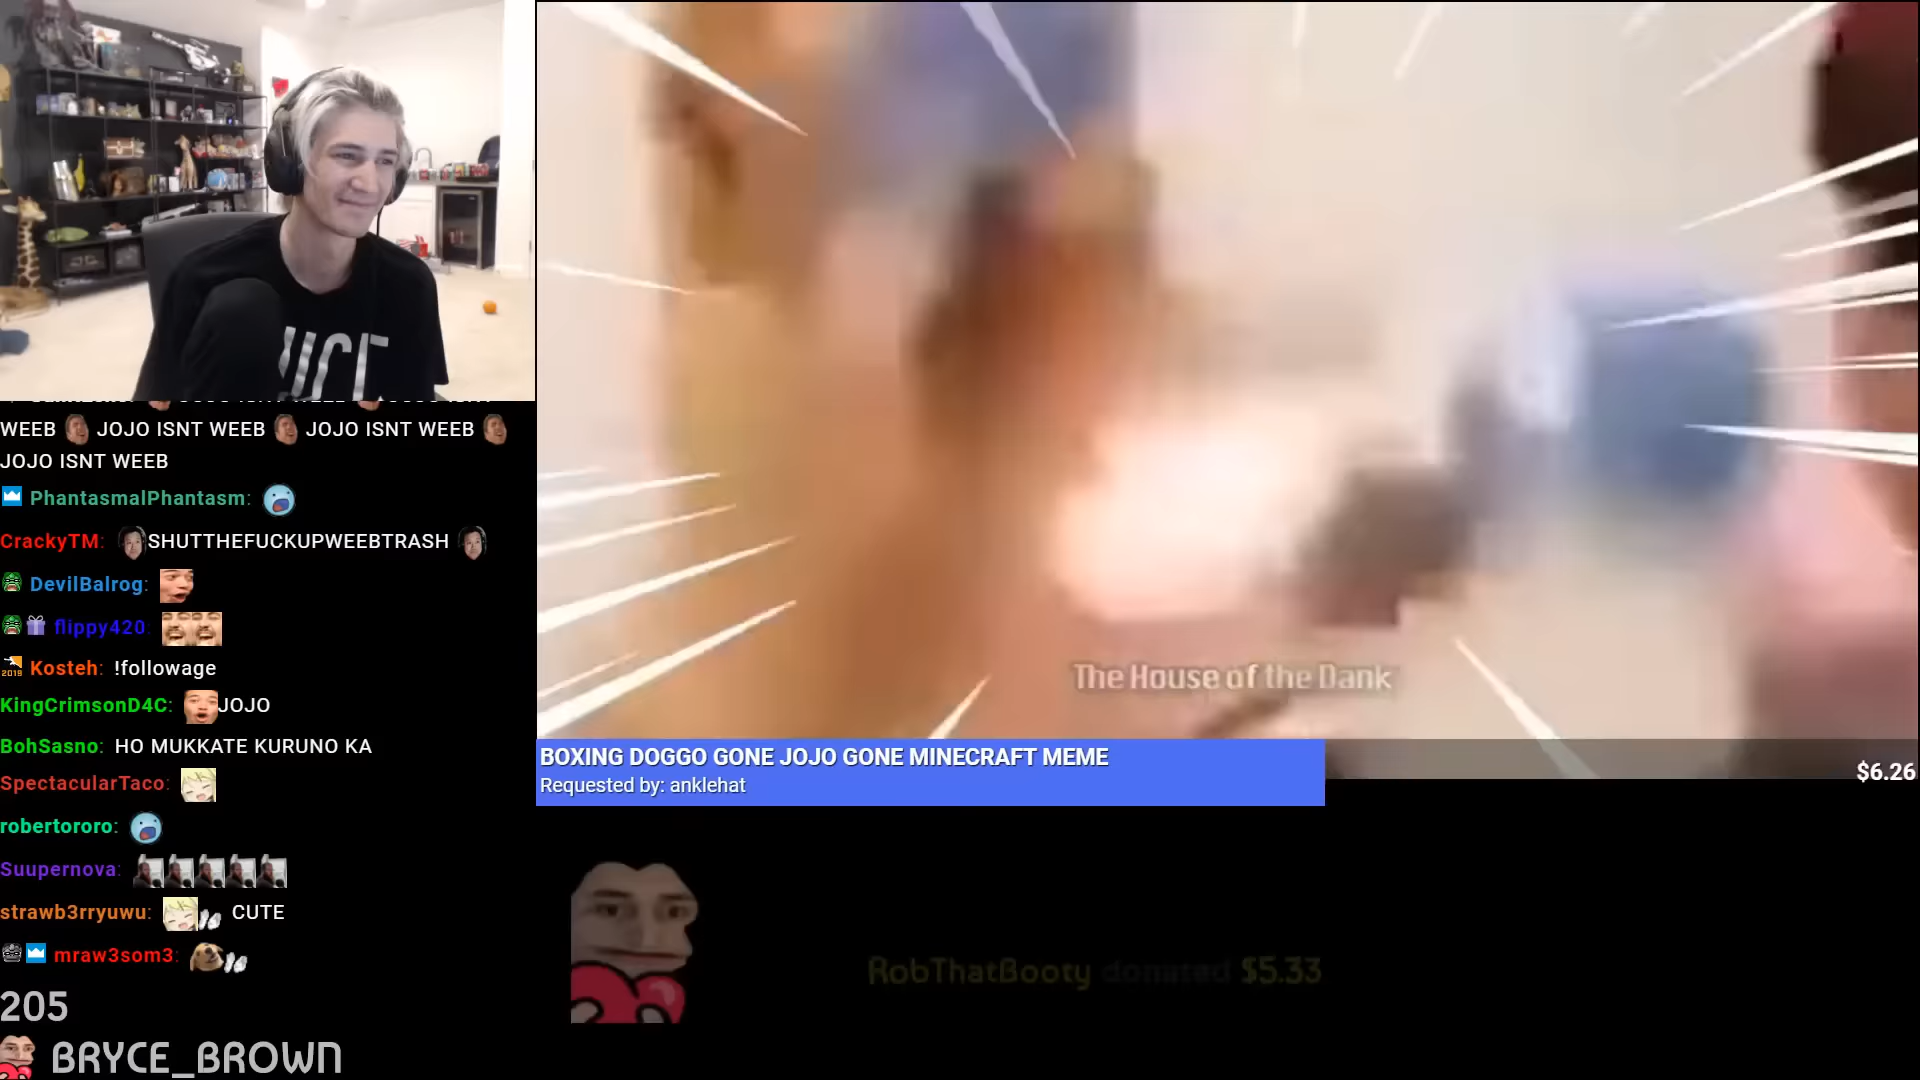 WEEB JOJO ISNT WEEB JOJO ISNT WEEB
JOJO ISNT WEEB
PhantasmalPhantasm:
CrackyTM: SHUTTHEFUCKUPWEEBTRASH
DevilBalrog:
flippy420:
2019 Kosteh: !followage
KingCrimsonD4C: JOJO
BohSasno: HO MUKKATE KURUNO KA
SpectacularTaco:
robertororo:
Suupernova:
strawb3rryuwu: CUTE
mraw3som3:
205
BRYCE_BROWN
The House of the Dank
BOXING DOGGO GONE JOJO GONE MINECRAFT MEME
Requested by: anklehat
$6.26
RobThatBooty donated $5.33